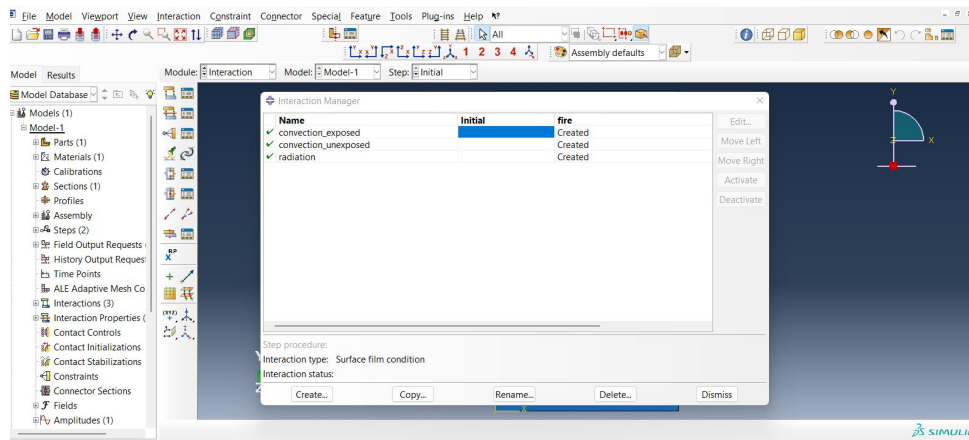 File Model Viewport View Interaction Constraint Connector Special Feature Tools Plug-ins Help
All
1 2 3 4 Assembly defaults
Model Results
Module: Interaction Model: Model-1 Step: Initial
Model Database
Models (1)
Model-1
Parts (1)
Materials (1)
Calibrations
Sections (1)
Profiles
Assembly
Steps (2)
Field Output Requests
History Output Reques
Time Points
ALE Adaptive Mesh Co
Interactions (3)
Interaction Properties (
Contact Controls
Contact Initializations
Contact Stabilizations
Constraints
Connector Sections
Fields
Amplitudes (1)
RP
(XYZ)
Interaction Manager
Name Initial fire
convection_exposed Created
convection_unexposed Created
radiation Created
Edit...
Move Left
Move Right
Activate
Deactivate
Step procedure:
Interaction type: Surface film condition
Interaction status:
Create... Copy... Rename... Delete... Dismiss
Y
Z X
X
SIMULI